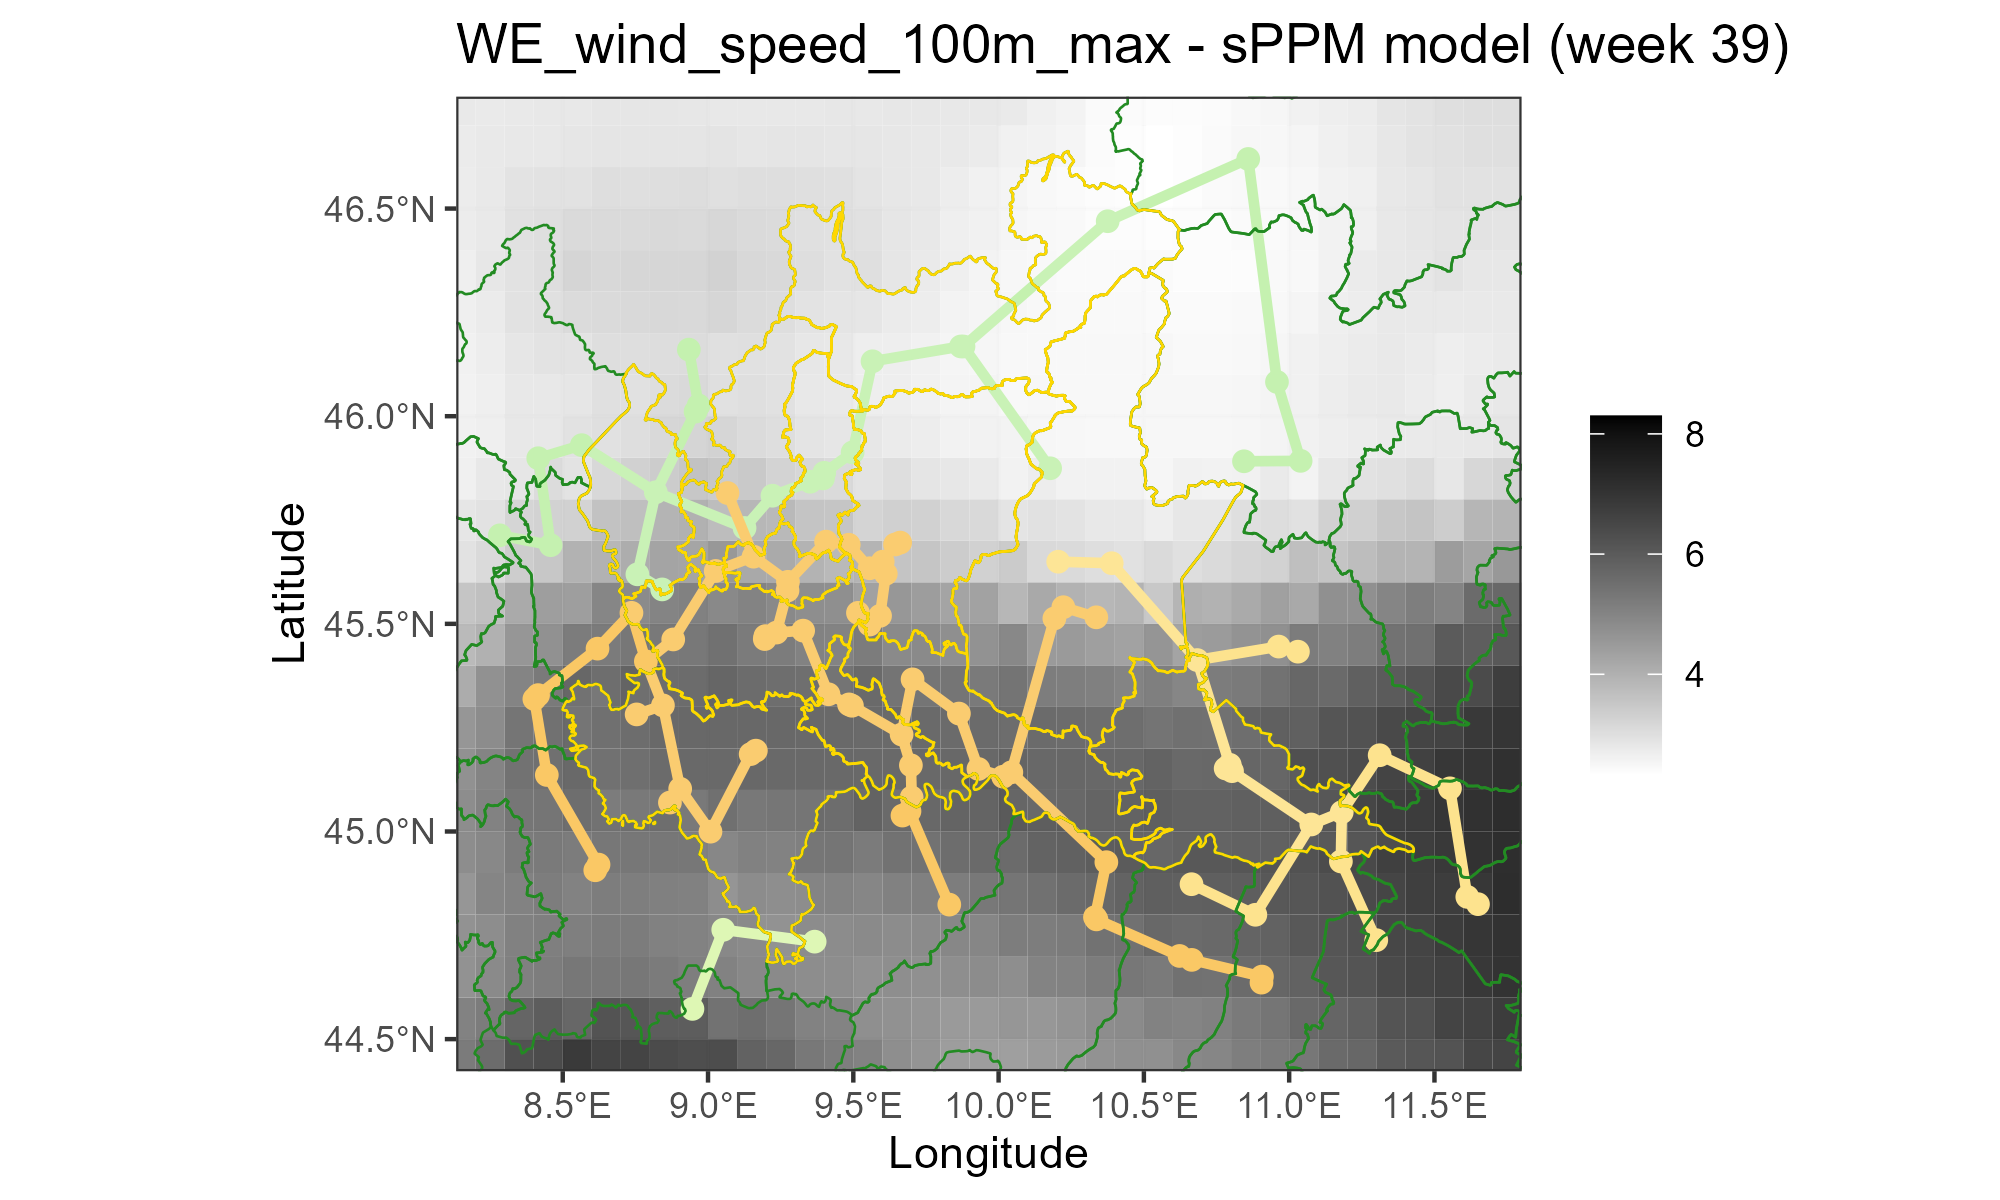 WE_wind_speed_100m_max - sPPM model (week 39)
46.5°N
46.0°N
45.5°N
45.0°N
44.5°N
Latitude
8.5°E 9.0°E 9.5°E 10.0°E 10.5°E 11.0°E 11.5°E
Longitude
8
6
4